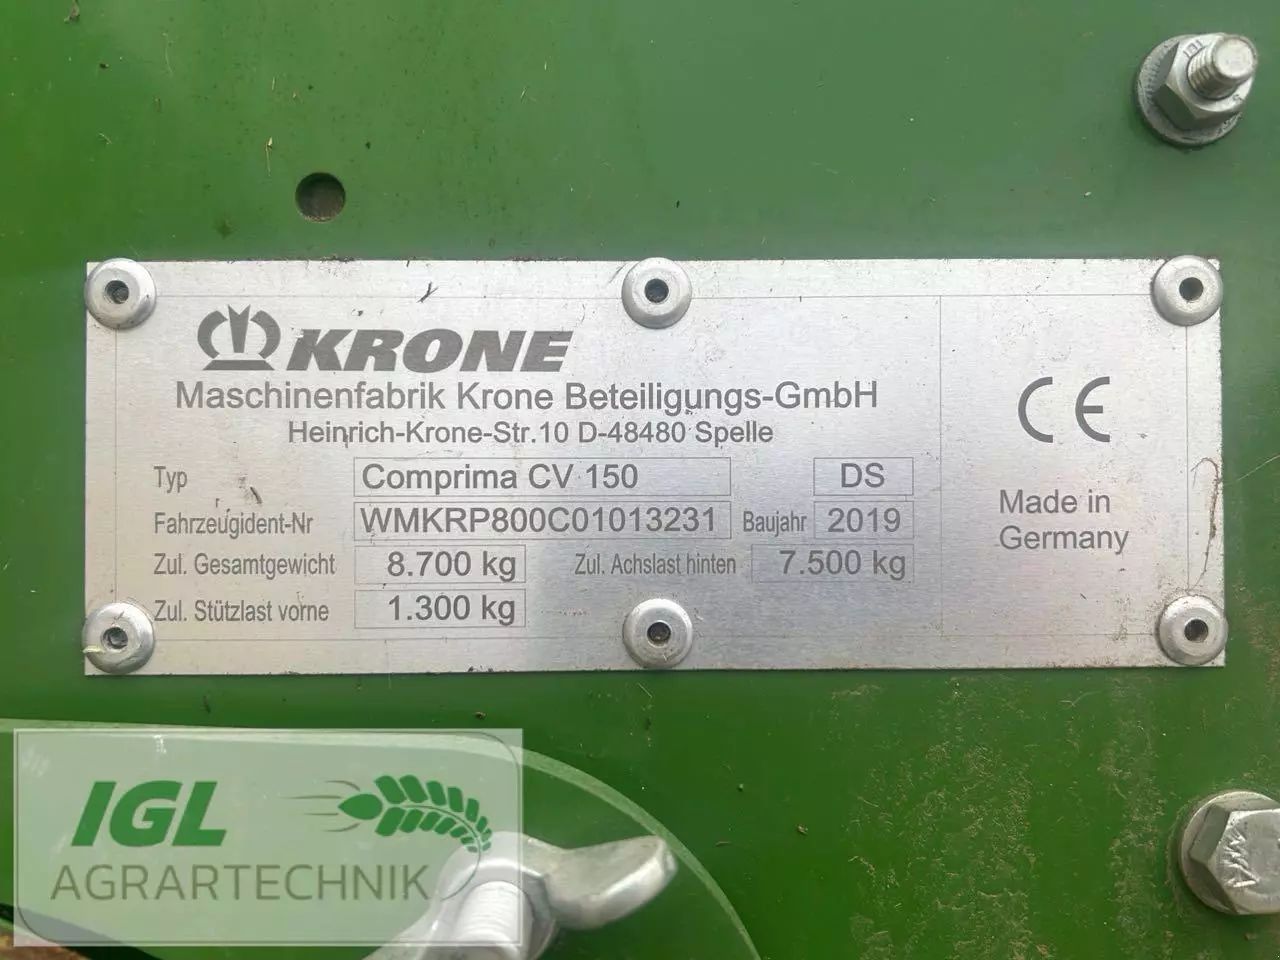 KRONE
Maschinenfabrik Krone Beteiligungs-GmbH
Heinrich-Krone-Str.10 D-48480 Spelle
Typ Comprima CV 150 DS
Fahrzeugident-Nr WMKRP800C01013231 Baujahr 2019
Zul. Gesamtgewicht 8.700 kg Zul. Achslast hinten 7.500 kg
Zul. Stützlast vorne 1.300 kg
CE
Made in
Germany
IGL
AGRARTECHNIK